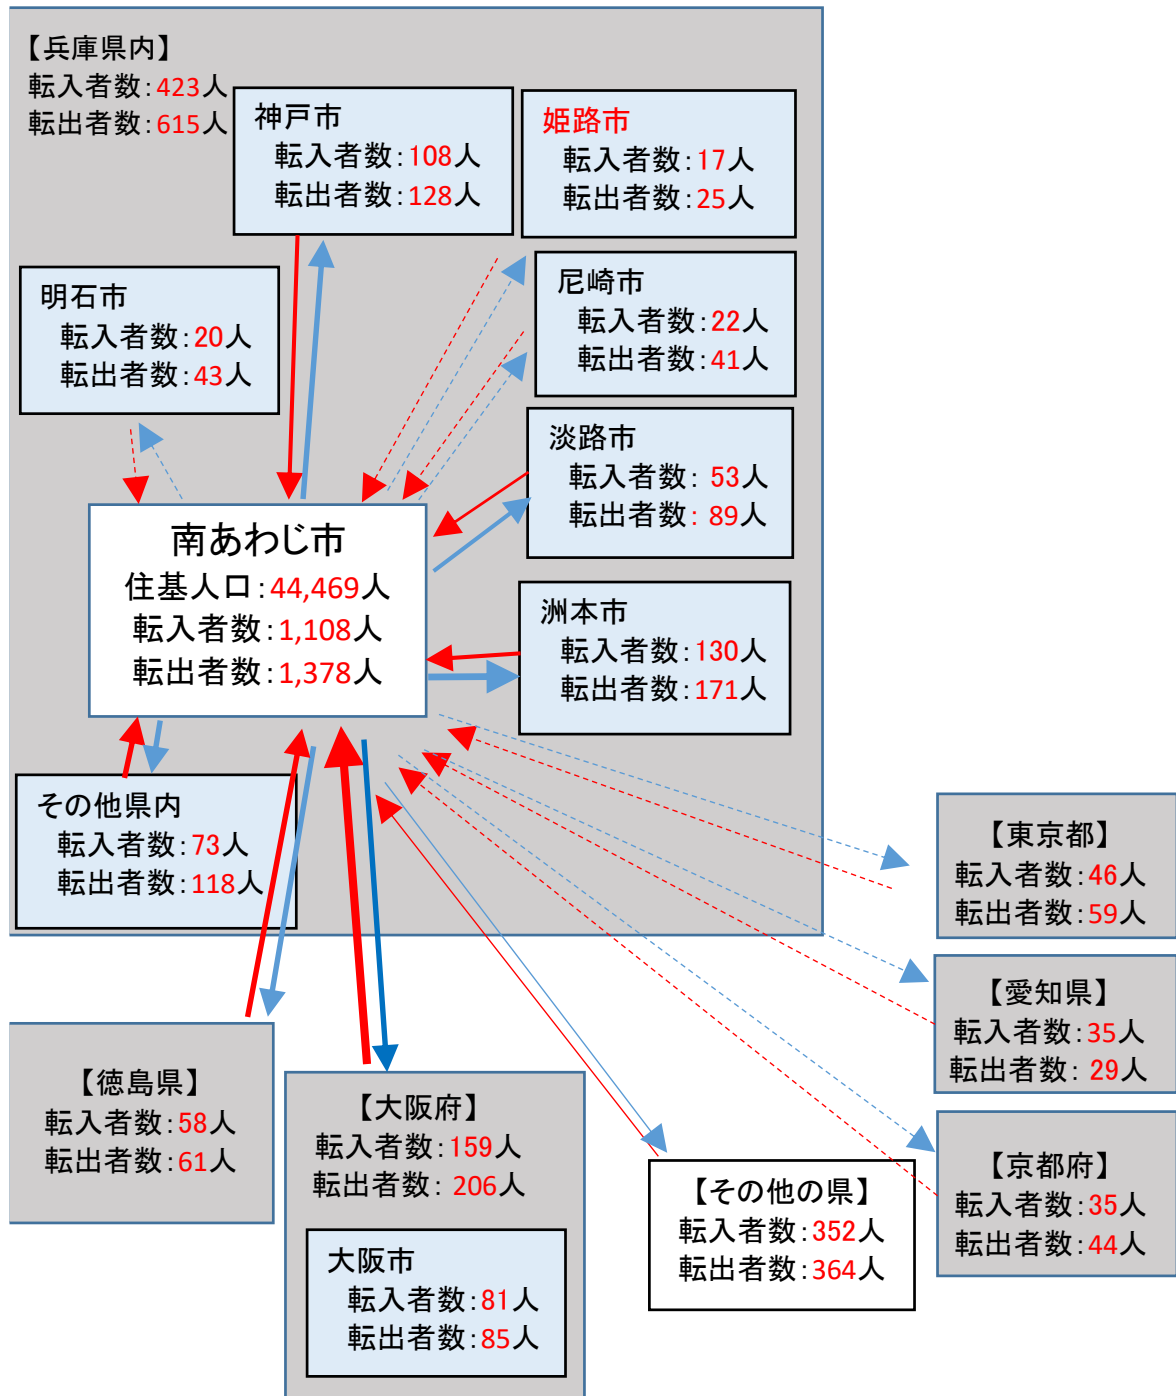 【兵庫県内】
転入者数:423人
転出者数:615人
神戸市
転入者数:108人
転出者数:128人
姫路市
転入者数:17人
転出者数:25人
明石市
転入者数:20人
転出者数:43人
尼崎市
転入者数:22人
転出者数:41人
淡路市
転入者数: 53人
転出者数: 89人
南あわじ市
住基人口:44,469人
転入者数:1,108人
転出者数:1,378人
洲本市
転入者数:130人
転出者数:171人
その他県内
転入者数:73人
転出者数:118人
【東京都】
転入者数:46人
転出者数:59人
【愛知県】
転入者数:35人
転出者数: 29人
【徳島県】
転入者数:58人
転出者数:61人
【大阪府】
転入者数:159人
転出者数: 206人
大阪市
転入者数:81人
転出者数:85人
【その他の県】
転入者数:352人
転出者数:364人
【京都府】
転入者数:35人
転出者数:44人